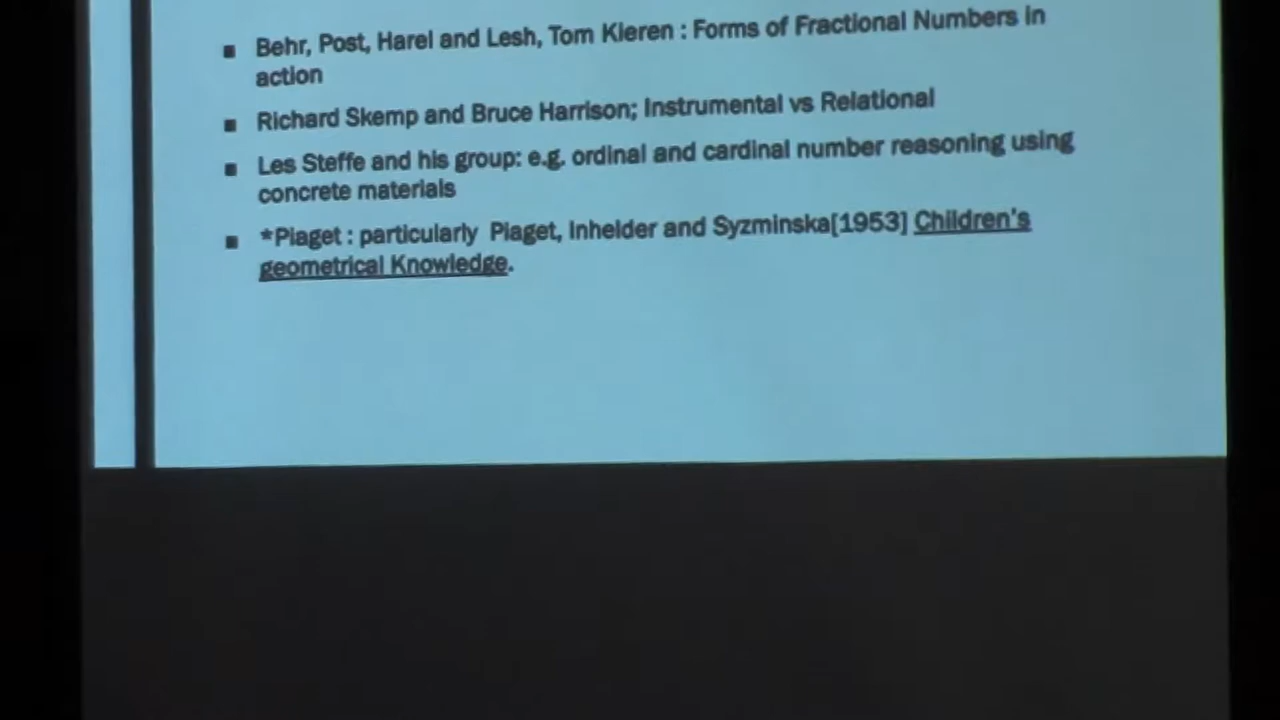 ▪ Behr, Post, Harel and Lesh, Tom Kieren : Forms of Fractional Numbers in
action
▪ Richard Skemp and Bruce Harrison; Instrumental vs Relational
▪ Les Steffe and his group: e.g. ordinal and cardinal number reasoning using
concrete materials
▪ *Piaget : particularly Piaget, Inhelder and Syzminska[1953] Children's
geometrical Knowledge.